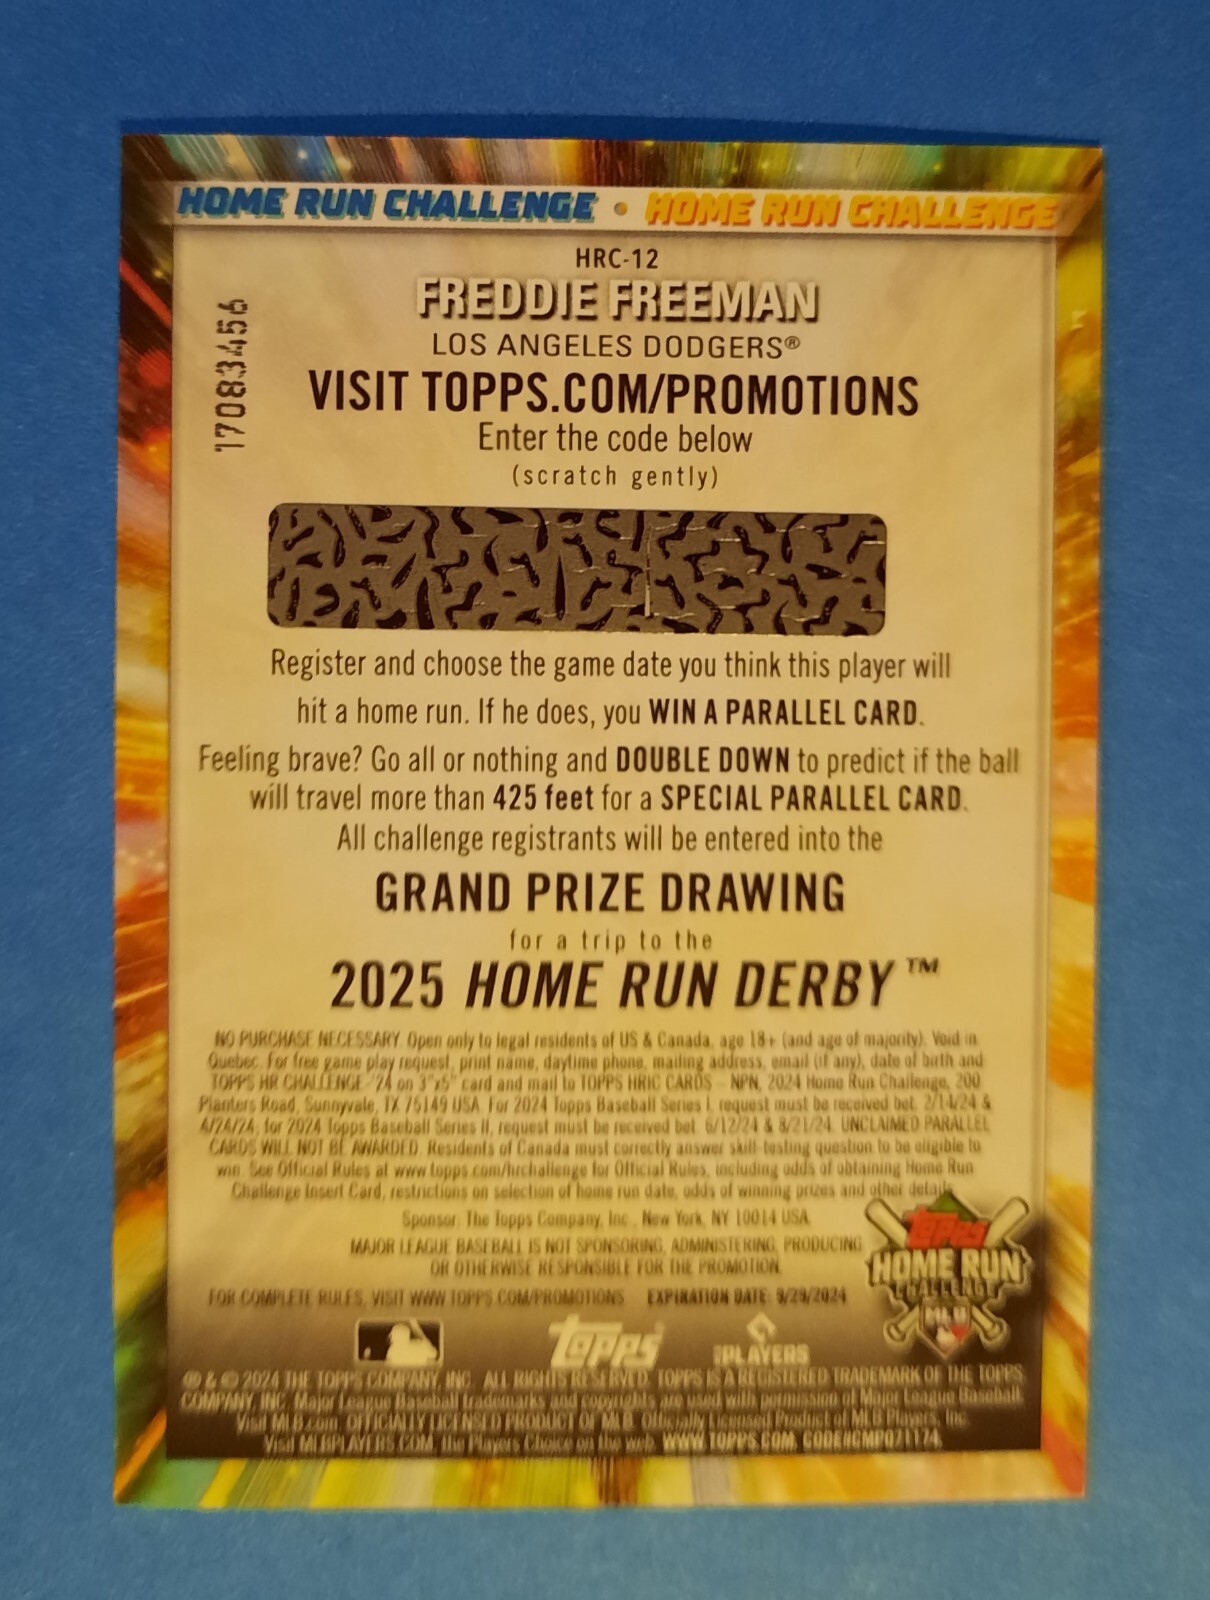 HOME RUN CHALLENGE • HOME RUN CHALLENGE
HRC-12
FREDDIE FREEMAN
LOS ANGELES DODGERS®
17083456
VISIT TOPPS.COM/PROMOTIONS
Enter the code below
(scratch gently)
Register and choose the game date you think this player will
hit a home run. If he does, you WIN A PARALLEL CARD.
Feeling brave? Go all or nothing and DOUBLE DOWN to predict if the ball
will travel more than 425 feet for a SPECIAL PARALLEL CARD.
All challenge registrants will be entered into the
GRAND PRIZE DRAWING
for a trip to the
2025 HOME RUN DERBY™
NO PURCHASE NECESSARY. Open only to legal residents of US & Canada, age 18+ (and age of majority). Void in
Quebec. For free game play request, print name, daytime phone, mailing address, email (if any), date of birth and
TOPPS HR CHALLENGE-'24 on 3"x5" card and mail to TOPPS HRIC CARDS – NPN, 2024 Home Run Challenge, 200
Planters Road, Sunnyvale, TX 75149 USA. For 2024 Topps Baseball Series I, request must be received bet. 2/14/24 &
4/24/24; for 2024 Topps Baseball Series II, request must be received bet. 6/12/24 & 8/21/24. UNCLAIMED PARALLEL
CARDS WILL NOT BE AWARDED. Residents of Canada must correctly answer skill-testing question to be eligible to
win. See Official Rules at www.topps.com/hrchallenge for Official Rules, including odds of obtaining Home Run
Challenge Insert Card, restrictions on selection of home run date, odds of winning prizes and other details.
Sponsor: The Topps Company, Inc., New York, NY 10014 USA.
MAJOR LEAGUE BASEBALL IS NOT SPONSORING, ADMINISTERING, PRODUCING
OR OTHERWISE RESPONSIBLE FOR THE PROMOTION.
FOR COMPLETE RULES, VISIT WWW.TOPPS.COM/PROMOTIONS EXPIRATION DATE: 9/29/2024
topps HOME RUN CHALLENGE MLB
topps
PLAYERS
® & © 2024 THE TOPPS COMPANY, INC. ALL RIGHTS RESERVED. TOPPS IS A REGISTERED TRADEMARK OF THE TOPPS
COMPANY, INC. Major League Baseball trademarks and copyrights are used with permission of Major League Baseball.
Visit MLB.com. OFFICIALLY LICENSED PRODUCT OF MLB Officially Licensed Product of MLB Players, Inc.
Visit MLBPLAYERS.COM, the Players Choice on the web. WWW.TOPPS.COM. CODE#CMP071174